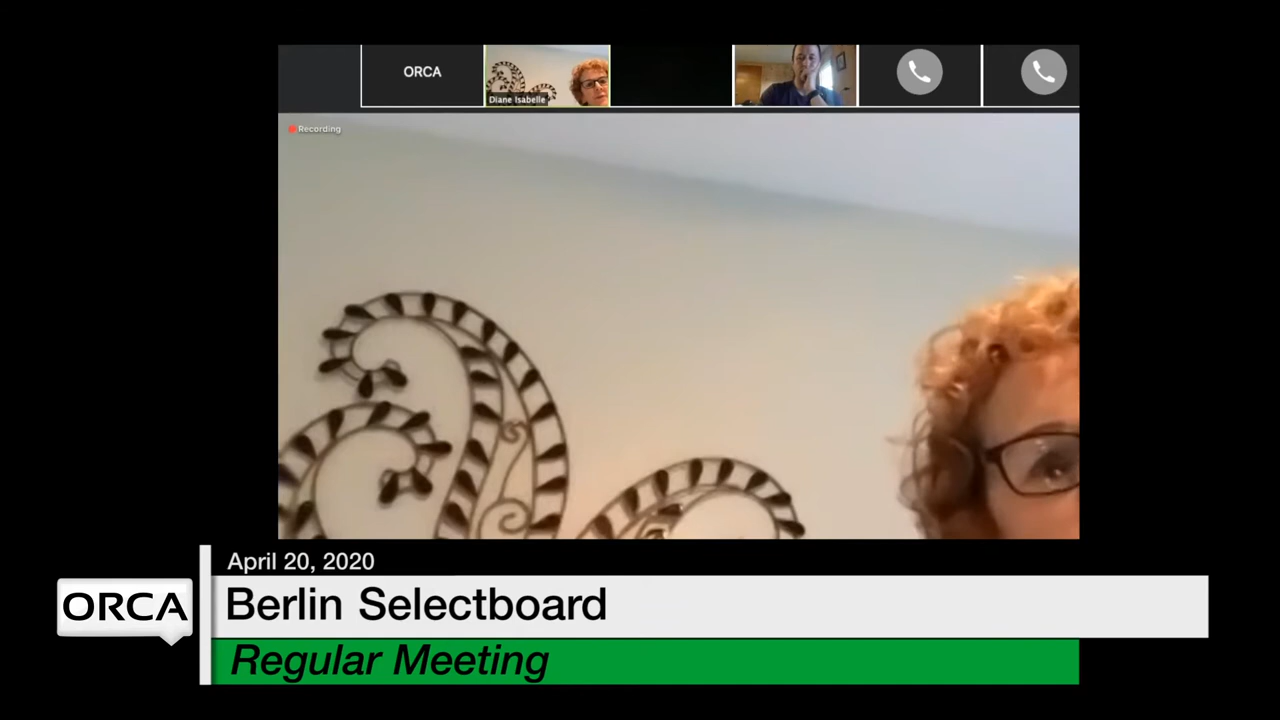 ORCA
Diane Isabelle
Recording
April 20, 2020
ORCA
Berlin Selectboard
Regular Meeting